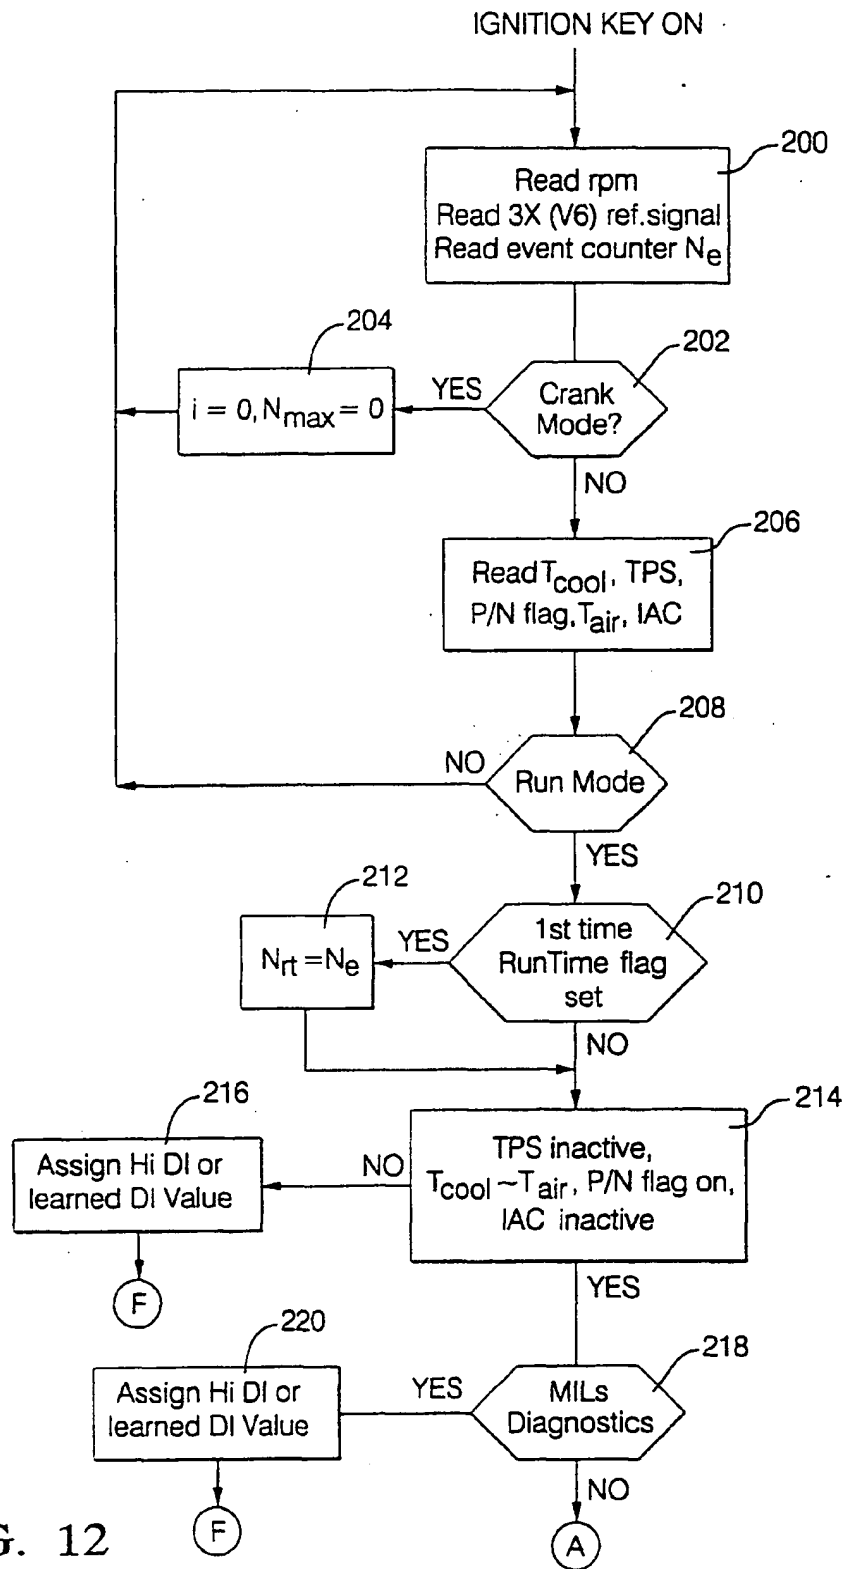 IGNITION KEY ON
200
Read rpm
Read 3X (V6) ref.signal
Read event counter Ne
204
i = 0, Nmax = 0
YES
202
Crank
Mode?
NO
206
Read Tcool, TPS,
P/N flag, Tair, IAC
208
NO
Run Mode
YES
212
Nrt = Ne
YES
210
1st time
RunTime flag
set
NO
216
Assign Hi DI or
learned DI Value
NO
214
TPS inactive,
Tcool ~ Tair, P/N flag on,
IAC inactive
F
YES
220
Assign Hi DI or
learned DI Value
YES
218
MILs
Diagnostics
NO
F
A
G. 12